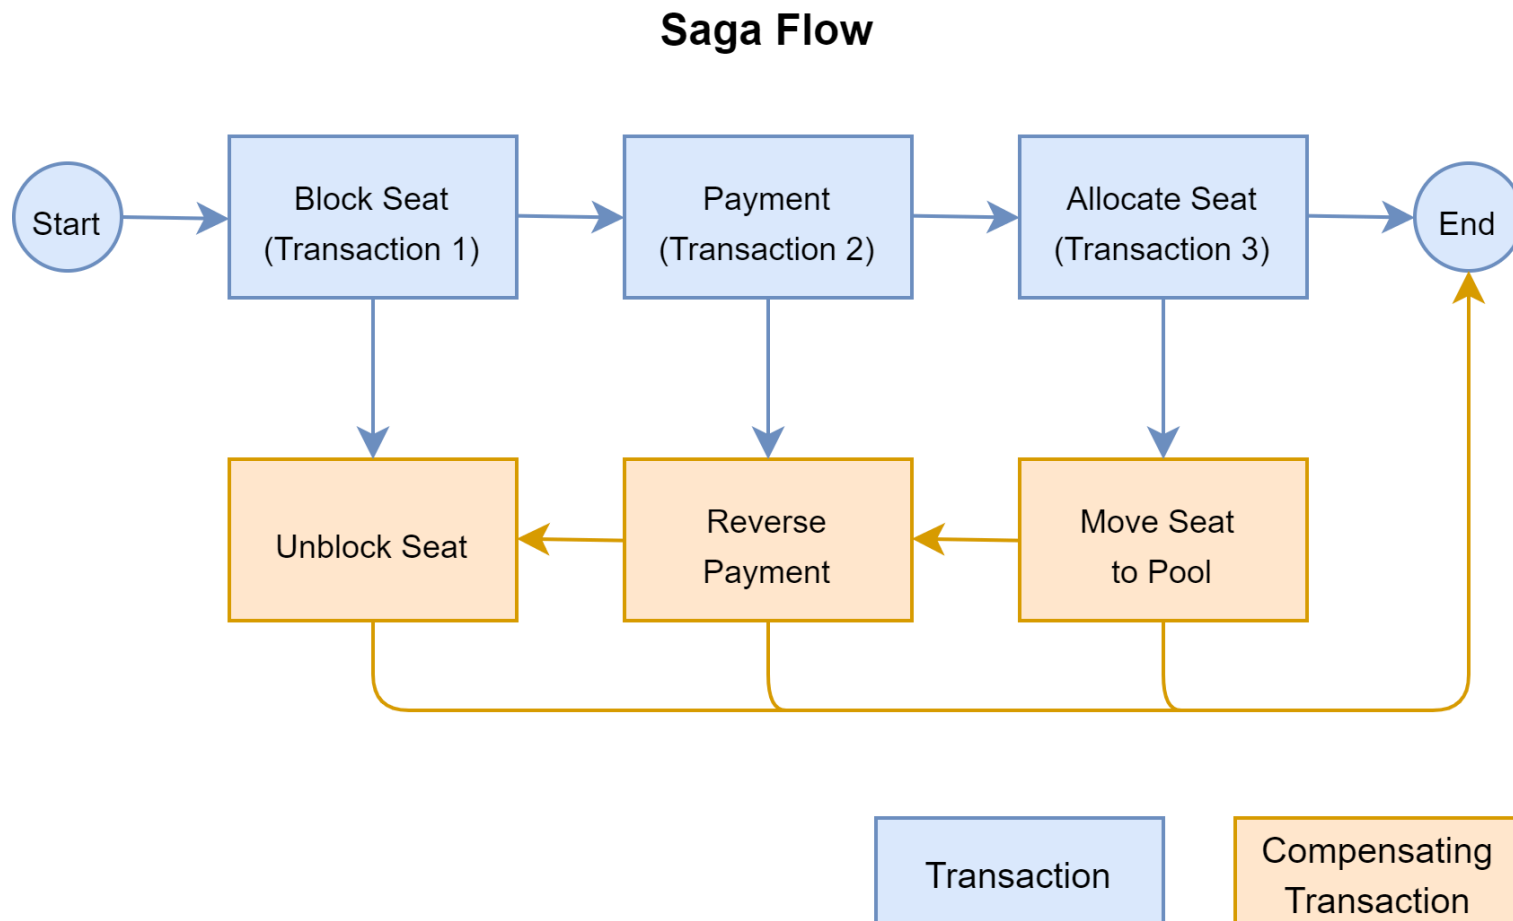 Saga Flow
Start
Block Seat
(Transaction 1)
Payment
(Transaction 2)
Allocate Seat
(Transaction 3)
End
Unblock Seat
Reverse
Payment
Move Seat
to Pool
Transaction
Compensating
Transaction